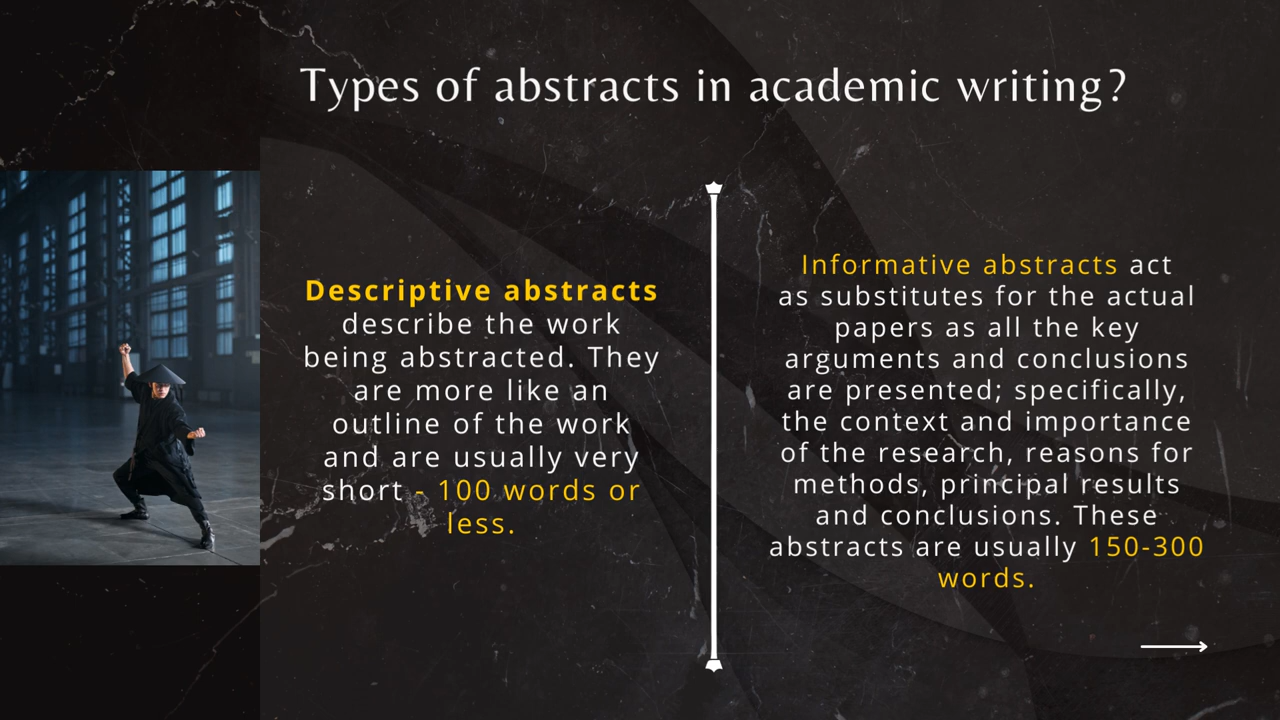 Types of abstracts in academic writing?
Descriptive abstracts
describe the work
being abstracted. They
are more like an
outline of the work
and are usually very
short - 100 words or
less.
Informative abstracts act
as substitutes for the actual
papers as all the key
arguments and conclusions
are presented; specifically,
the context and importance
of the research, reasons for
methods, principal results
and conclusions. These
abstracts are usually 150-300
words.